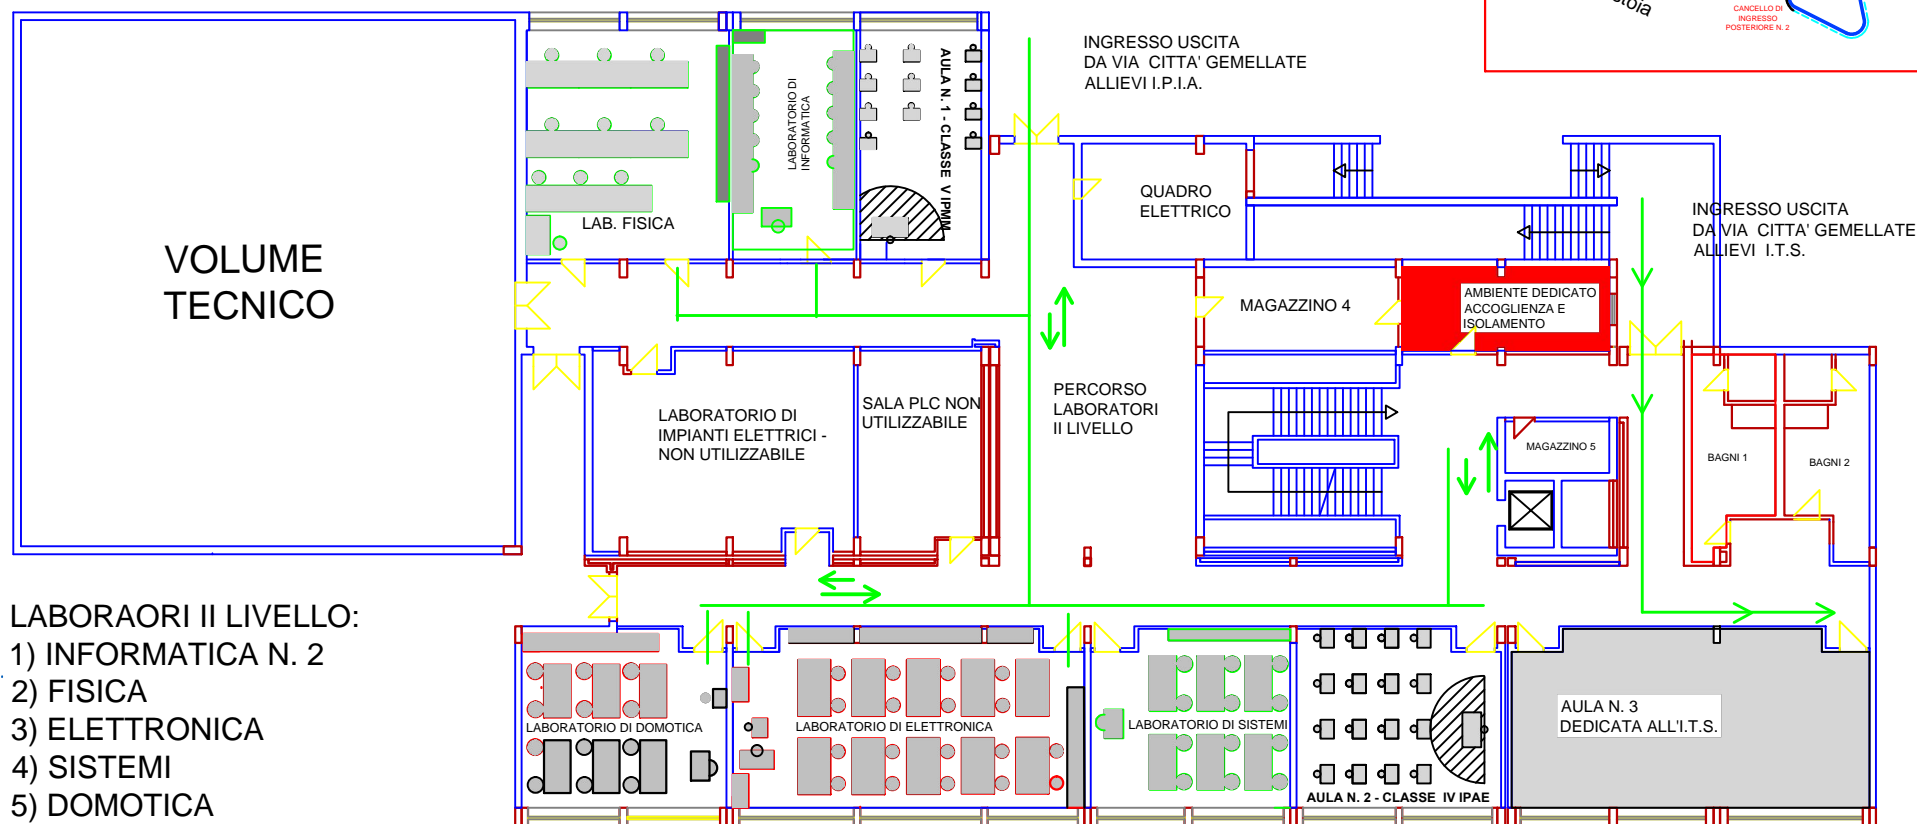 stoia
CANCELLO DI
INGRESSO
POSTERIORE N. 2
INGRESSO USCITA
DA VIA CITTA' GEMELLATE
ALLIEVI I.P.I.A.
AULA N. 1 - CLASSE V IPMM
LABORATORIO DI
INFORMATICA
LAB. FISICA
QUADRO
ELETTRICO
INGRESSO USCITA
DA VIA CITTA' GEMELLATE
ALLIEVI I.T.S.
VOLUME
TECNICO
MAGAZZINO 4
AMBIENTE DEDICATO
ACCOGLIENZA E
ISOLAMENTO
PERCORSO
LABORATORI
II LIVELLO
SALA PLC NON
UTILIZZABILE
LABORATORIO DI
IMPIANTI ELETTRICI -
NON UTILIZZABILE
MAGAZZINO 5
BAGNI 1
BAGNI 2
LABORAORI II LIVELLO:
1) INFORMATICA N. 2
2) FISICA
3) ELETTRONICA
4) SISTEMI
5) DOMOTICA
LABORATORIO DI DOMOTICA
LABORATORIO DI ELETTRONICA
LABORATORIO DI SISTEMI
AULA N. 2 - CLASSE IV IPAE
AULA N. 3
DEDICATA ALL'I.T.S.